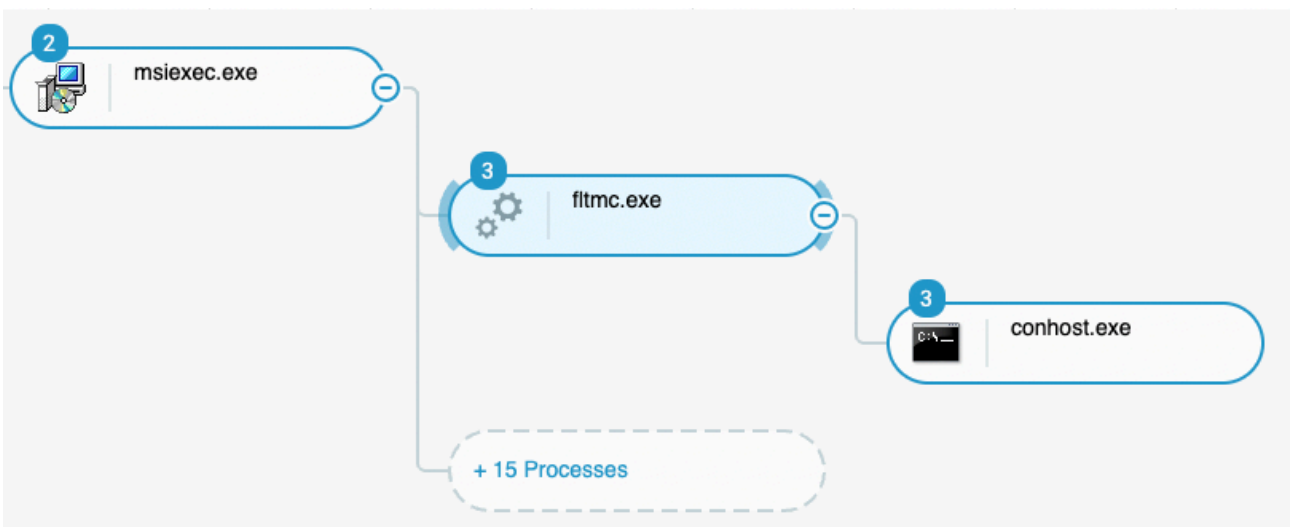 2
msiexec.exe
3
fltmc.exe
3
C:\_
conhost.exe
+ 15 Processes